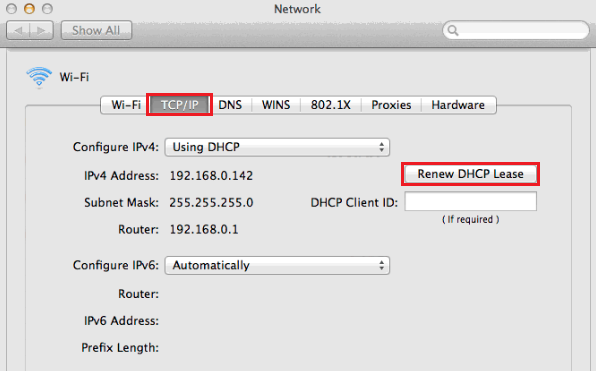 Network
Show All
Wi-Fi
Wi-Fi TCP/IP DNS WINS 802.1X Proxies Hardware
Configure IPv4: Using DHCP
IPv4 Address: 192.168.0.142 Renew DHCP Lease
Subnet Mask: 255.255.255.0 DHCP Client ID:
( If required )
Router: 192.168.0.1
Configure IPv6: Automatically
Router:
IPv6 Address:
Prefix Length: